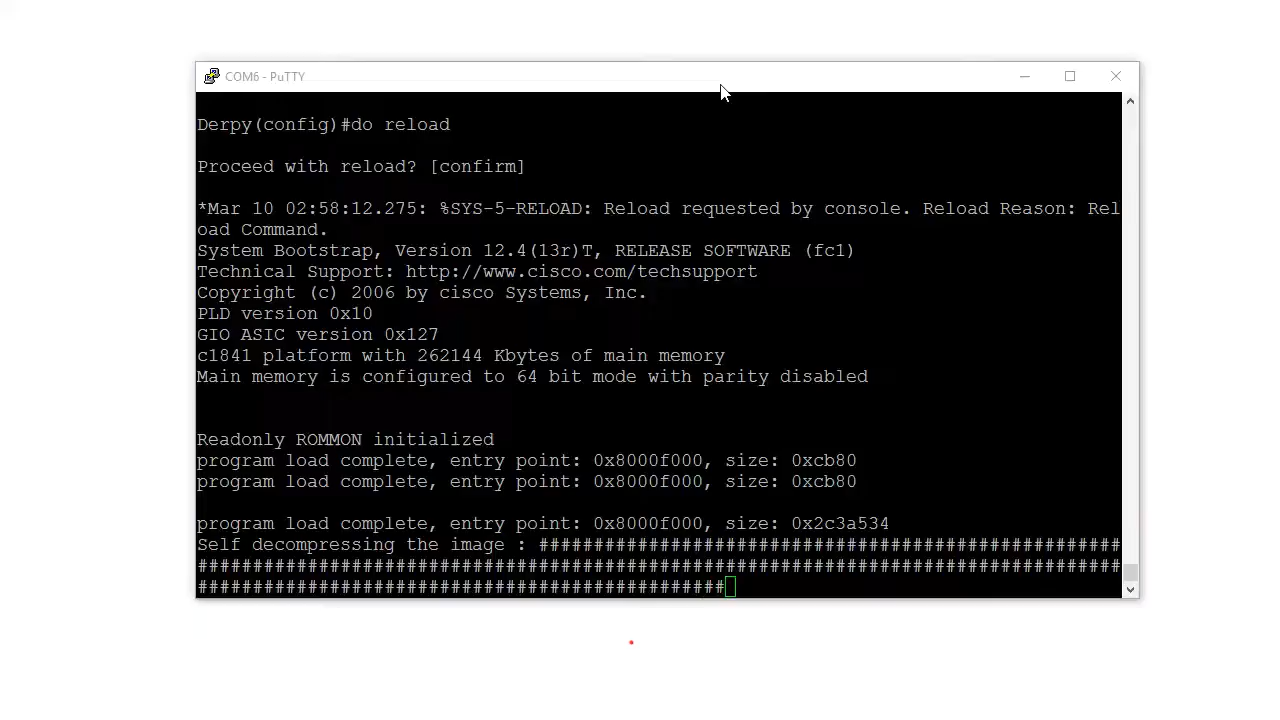 COM6 - PuTTY
Derpy(config)#do reload
Proceed with reload? [confirm]
*Mar 10 02:58:12.275: %SYS-5-RELOAD: Reload requested by console. Reload Reason: Rel
oad Command.
System Bootstrap, Version 12.4(13r)T, RELEASE SOFTWARE (fc1)
Technical Support: http://www.cisco.com/techsupport
Copyright (c) 2006 by cisco Systems, Inc.
PLD version 0x10
GIO ASIC version 0x127
c1841 platform with 262144 Kbytes of main memory
Main memory is configured to 64 bit mode with parity disabled
Readonly ROMMON initialized
program load complete, entry point: 0x8000f000, size: 0xcb80
program load complete, entry point: 0x8000f000, size: 0xcb80
program load complete, entry point: 0x8000f000, size: 0x2c3a534
Self decompressing the image : #####################################################
####################################################################################
################################################